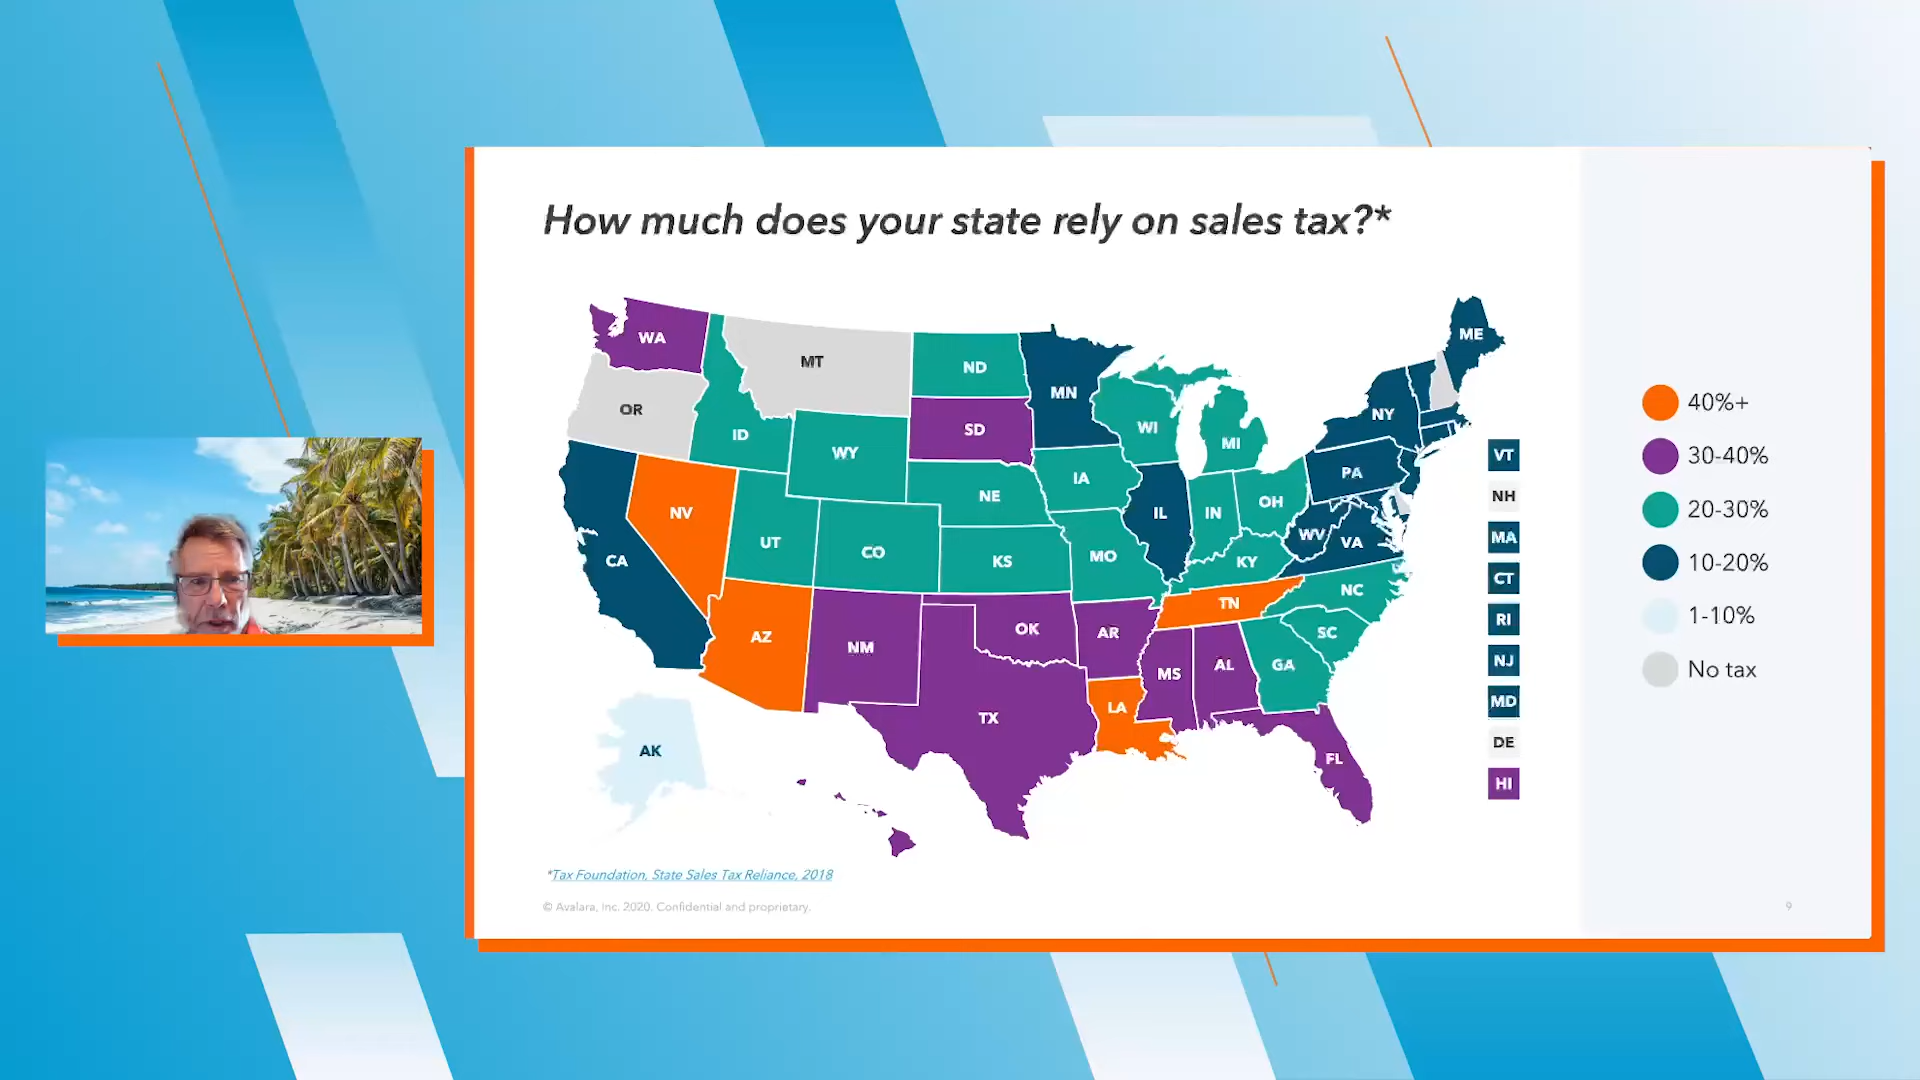 How much does your state rely on sales tax?*
WA
MT
ND
MN
ME
OR
ID
WY
SD
WI
MI
NY
NV
UT
CO
NE
IA
IL
IN
OH
PA
CA
KS
MO
KY
WV
VA
AZ
NM
OK
AR
TN
NC
SC
TX
LA
MS
AL
GA
FL
AK
VT
NH
MA
CT
RI
NJ
MD
DE
HI
40%+
30-40%
20-30%
10-20%
1-10%
No tax
*Tax Foundation, State Sales Tax Reliance, 2018
© Avalara, Inc. 2020. Confidential and proprietary.
9